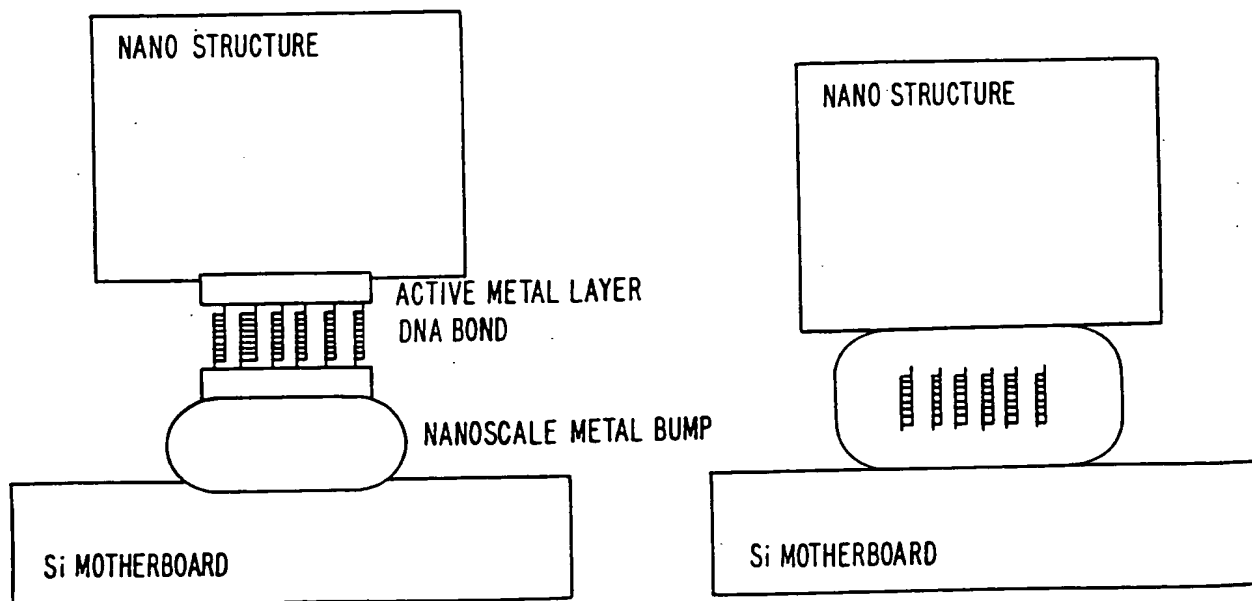 NANO STRUCTURE
ACTIVE METAL LAYER
DNA BOND
NANOSCALE METAL BUMP
Si MOTHERBOARD
NANO STRUCTURE
Si MOTHERBOARD